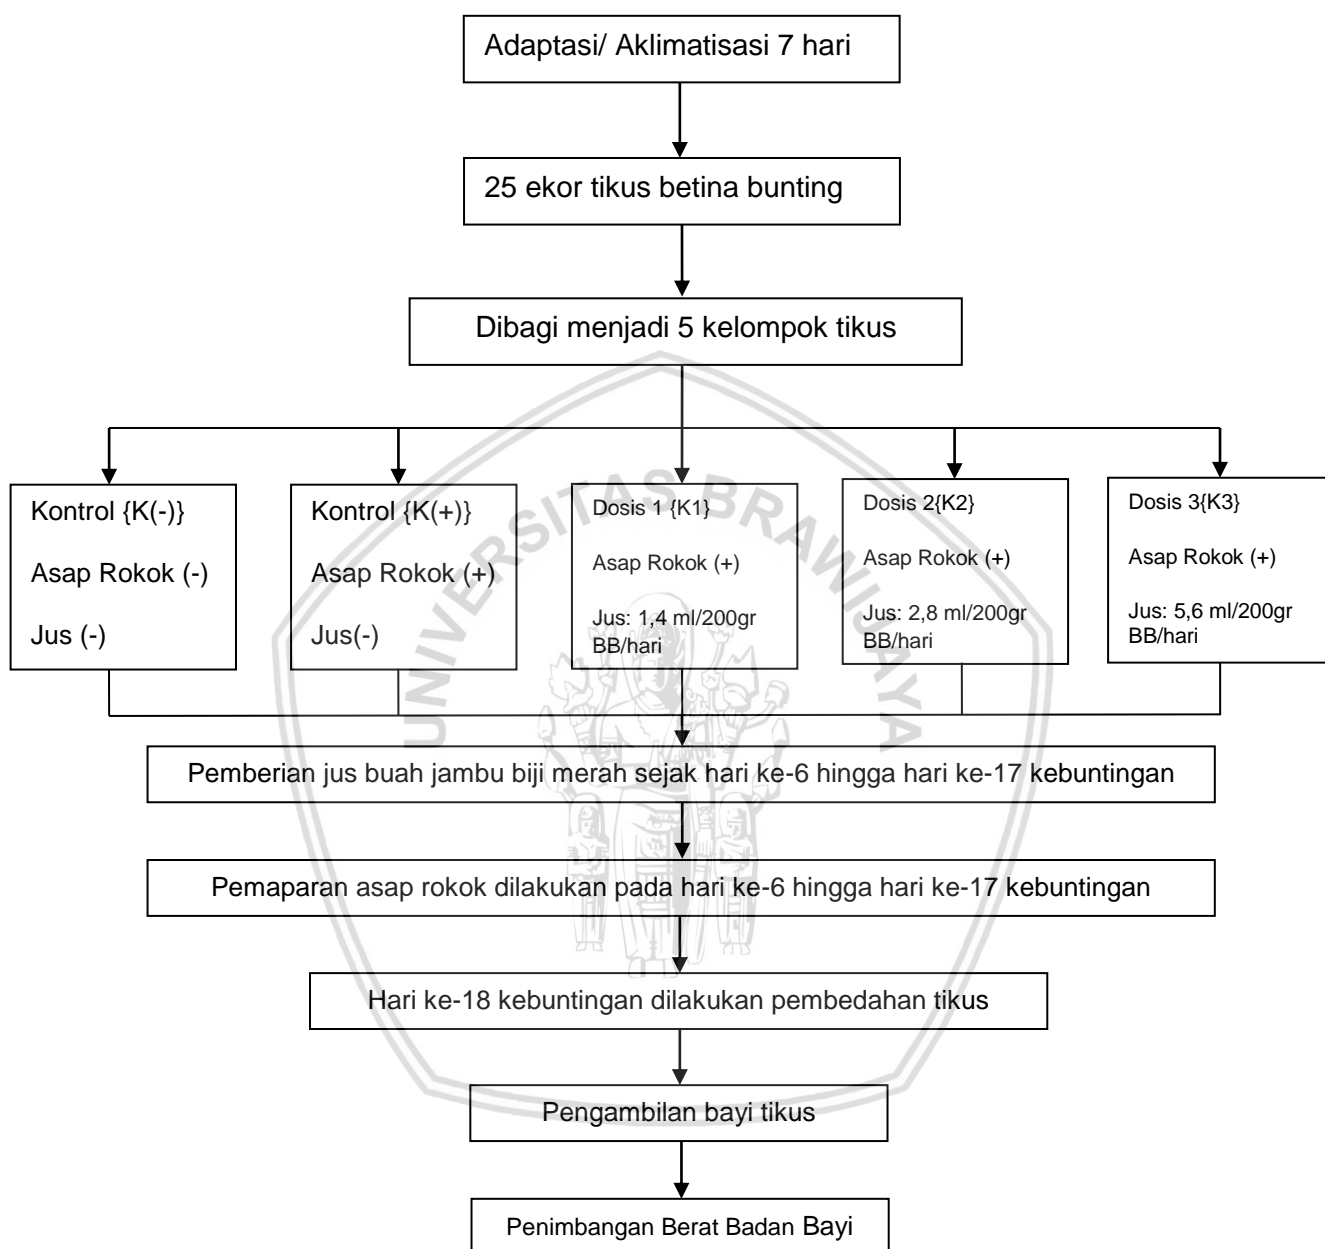 Adaptasi/ Aklimatisasi 7 hari
25 ekor tikus betina bunting
Dibagi menjadi 5 kelompok tikus
Kontrol {K(-)}
Asap Rokok (-)
Jus (-)
Kontrol {K(+)}
Asap Rokok (+)
Jus(-)
Dosis 1 {K1}
Asap Rokok (+)
Jus: 1,4 ml/200gr
BB/hari
Dosis 2{K2}
Asap Rokok (+)
Jus: 2,8 ml/200gr
BB/hari
Dosis 3{K3}
Asap Rokok (+)
Jus: 5,6 ml/200gr
BB/hari
UNIVERSITAS BRAWIJAYA
Pemberian jus buah jambu biji merah sejak hari ke-6 hingga hari ke-17 kebuntingan
Pemaparan asap rokok dilakukan pada hari ke-6 hingga hari ke-17 kebuntingan
Hari ke-18 kebuntingan dilakukan pembedahan tikus
Pengambilan bayi tikus
Penimbangan Berat Badan Bayi